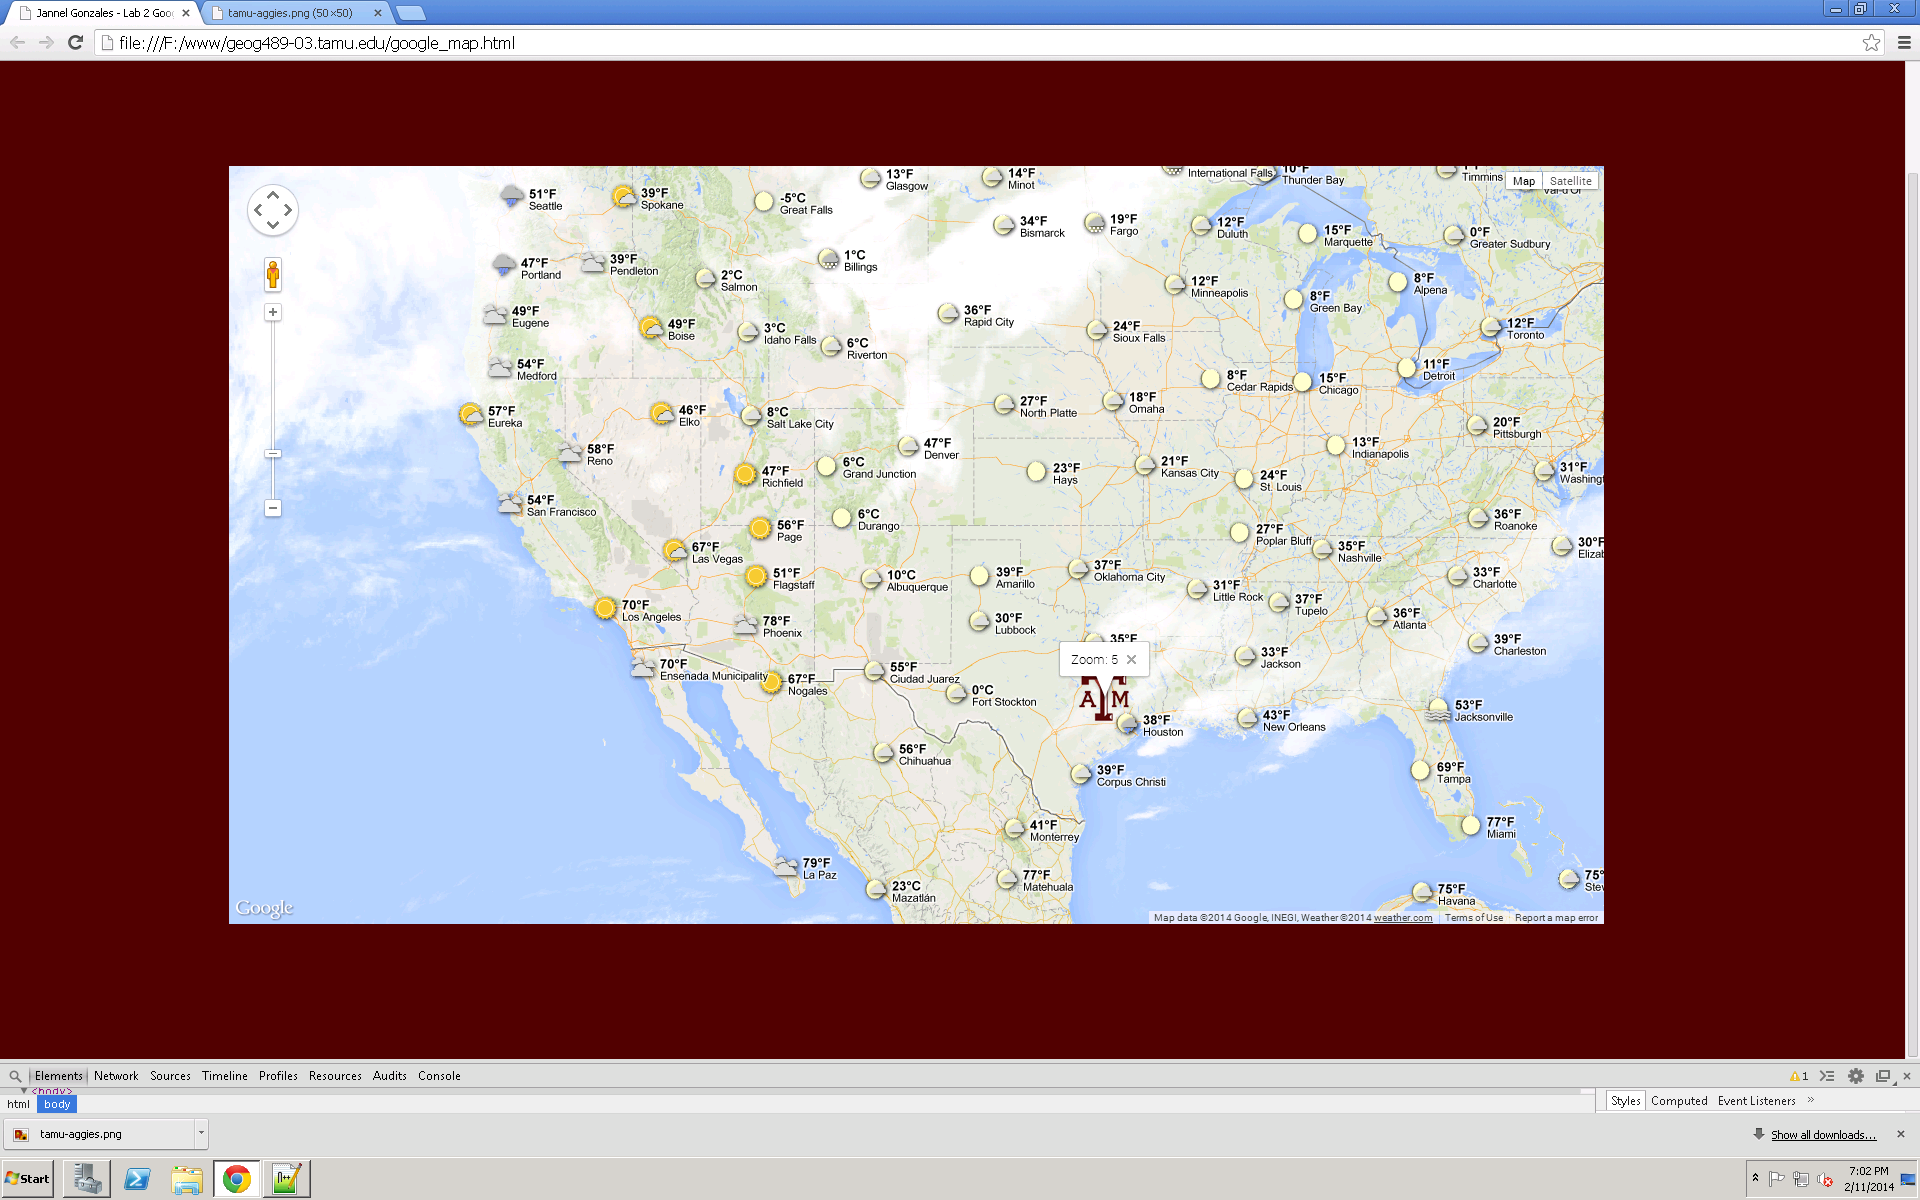 Jannel Gonzales - Lab 2 Goo
tamu-aggies.png (50×50)
file:///F:/www/geog489-03.tamu.edu/google_map.html
Map Satellite
51°F
Seattle
39°F
Spokane
-5°C
Great Falls
13°F
Glasgow
14°F
Minot
International Falls
10°F
Thunder Bay
Timmins
Val-d'Or
34°F
Bismarck
19°F
Fargo
12°F
Duluth
15°F
Marquette
0°F
Greater Sudbury
47°F
Portland
39°F
Pendleton
2°C
Salmon
1°C
Billings
12°F
Minneapolis
8°F
Green Bay
8°F
Alpena
49°F
Eugene
49°F
Boise
3°C
Idaho Falls
6°C
Riverton
36°F
Rapid City
24°F
Sioux Falls
12°F
Toronto
54°F
Medford
8°F
Cedar Rapids
15°F
Chicago
11°F
Detroit
57°F
Eureka
46°F
Elko
8°C
Salt Lake City
27°F
North Platte
18°F
Omaha
20°F
Pittsburgh
58°F
Reno
47°F
Richfield
6°C
Grand Junction
47°F
Denver
23°F
Hays
21°F
Kansas City
24°F
St. Louis
13°F
Indianapolis
31°F
Washing
54°F
San Francisco
56°F
Page
6°C
Durango
27°F
Poplar Bluff
35°F
Nashville
36°F
Roanoke
30°F
Elizab
67°F
Las Vegas
51°F
Flagstaff
10°C
Albuquerque
39°F
Amarillo
37°F
Oklahoma City
31°F
Little Rock
37°F
Tupelo
36°F
Atlanta
33°F
Charlotte
70°F
Los Angeles
78°F
Phoenix
30°F
Lubbock
35°F
33°F
Jackson
39°F
Charleston
Zoom: 5
70°F
Ensenada Municipality
67°F
Nogales
55°F
Ciudad Juarez
0°C
Fort Stockton
A M
38°F
Houston
43°F
New Orleans
53°F
Jacksonville
56°F
Chihuahua
39°F
Corpus Christi
69°F
Tampa
41°F
Monterrey
77°F
Miami
79°F
La Paz
23°C
Mazatlán
77°F
Matehuala
75°F
Havana
75°
Stew
Google
Map data ©2014 Google, INEGI, Weather ©2014 weather.com Terms of Use Report a map error
Elements Network Sources Timeline Profiles Resources Audits Console
1
<body>
html body
Styles Computed Event Listeners »
tamu-aggies.png
Show all downloads...
Start
7:02 PM
2/11/2014